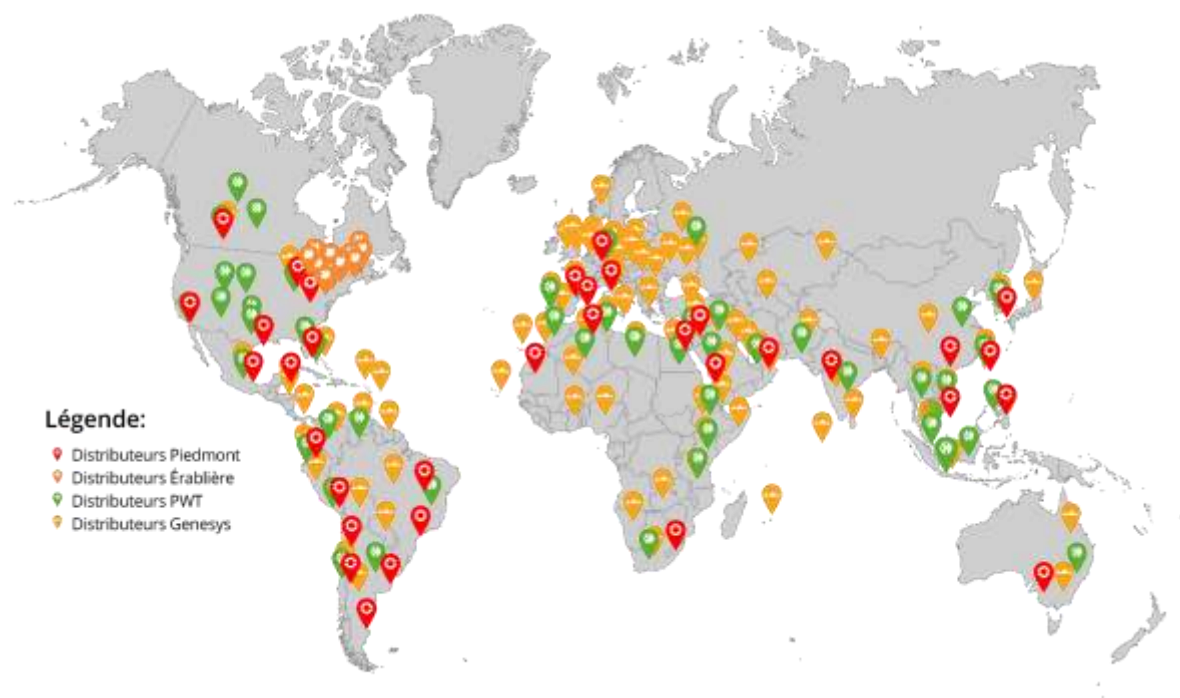 Légende:
Distributeurs Piedmont
Distributeurs Érablière
Distributeurs PWT
Distributeurs Genesys